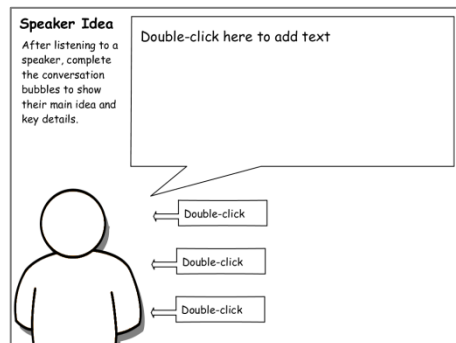 Speaker Idea
After listening to a
speaker, complete
the conversation
bubbles to show
their main idea and
key details.
Double-click here to add text
Double-click
Double-click
Double-click